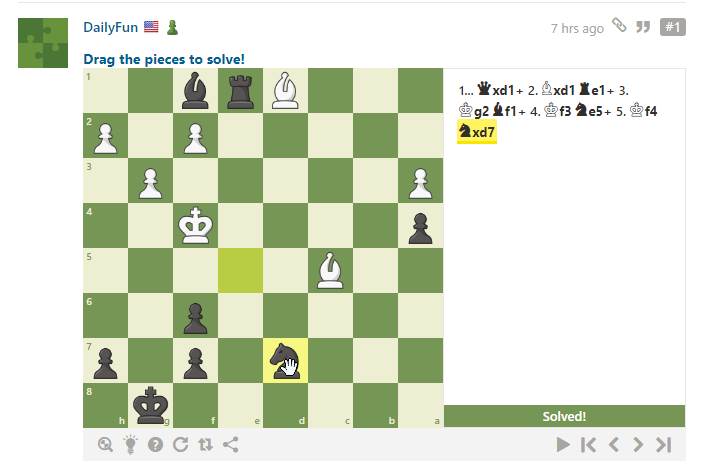 DailyFun
7 hrs ago
#1
Drag the pieces to solve!
1
2
3
4
5
6
7
8
h g f e d c b a
1... ♛xd1+ 2. ♗xd1 ♜e1+ 3.
♔g2 ♝f1+ 4. ♔f3 ♞e5+ 5. ♔f4
♞xd7
Solved!